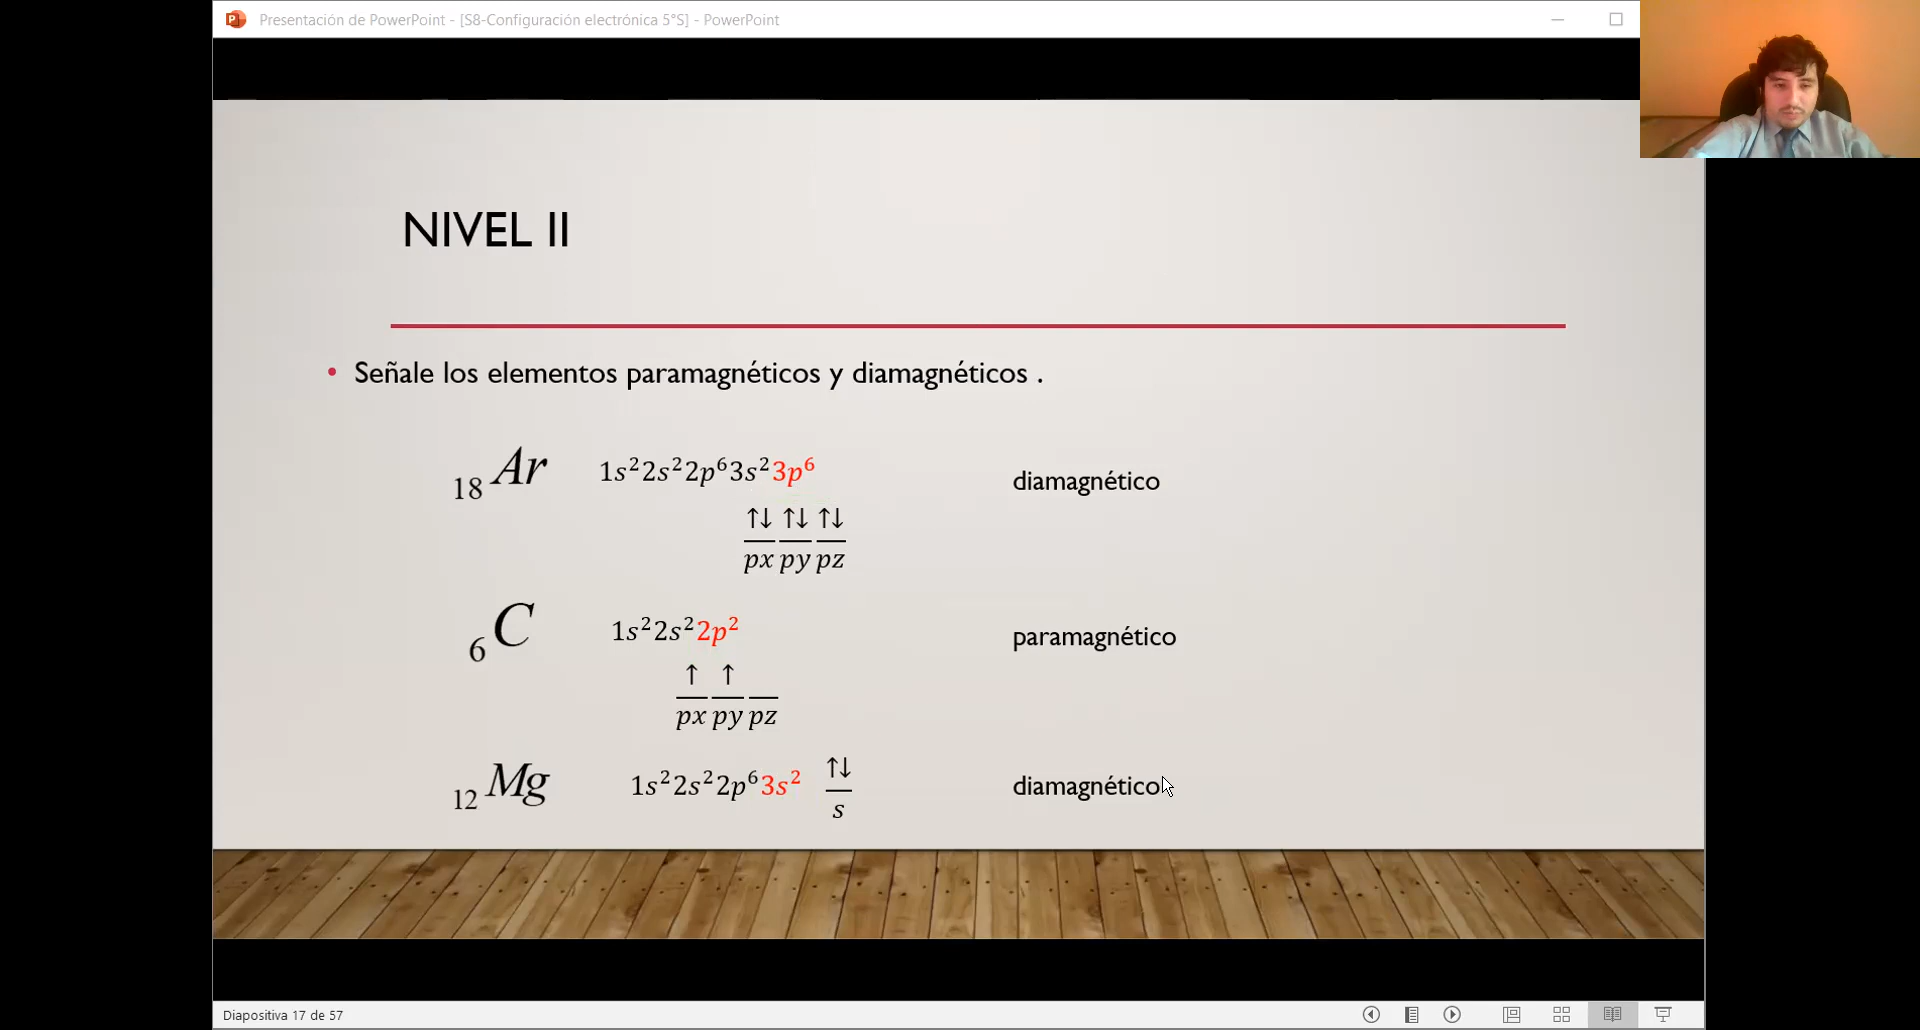 Presentación de PowerPoint - [S8-Configuración electrónica 5°S] - PowerPoint
NIVEL II
• Señale los elementos paramagnéticos y diamagnéticos .
₁₈Ar 1s²2s²2p⁶3s²3p⁶ diamagnético
↑↓ ↑↓ ↑↓
px py pz
₆C 1s²2s²2p² paramagnético
↑ ↑
px py pz
₁₂Mg 1s²2s²2p⁶3s² ↑↓ diamagnético
s
Diapositiva 17 de 57